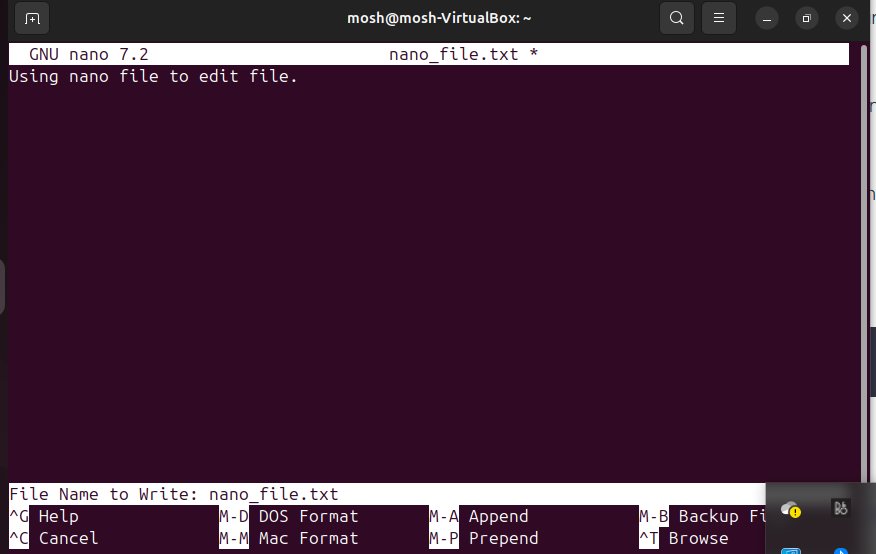 mosh@mosh-VirtualBox: ~
GNU nano 7.2 nano_file.txt *
Using nano file to edit file.
File Name to Write: nano_file.txt
^G Help M-D DOS Format M-A Append M-B Backup Fi
^C Cancel M-M Mac Format M-P Prepend ^T Browse